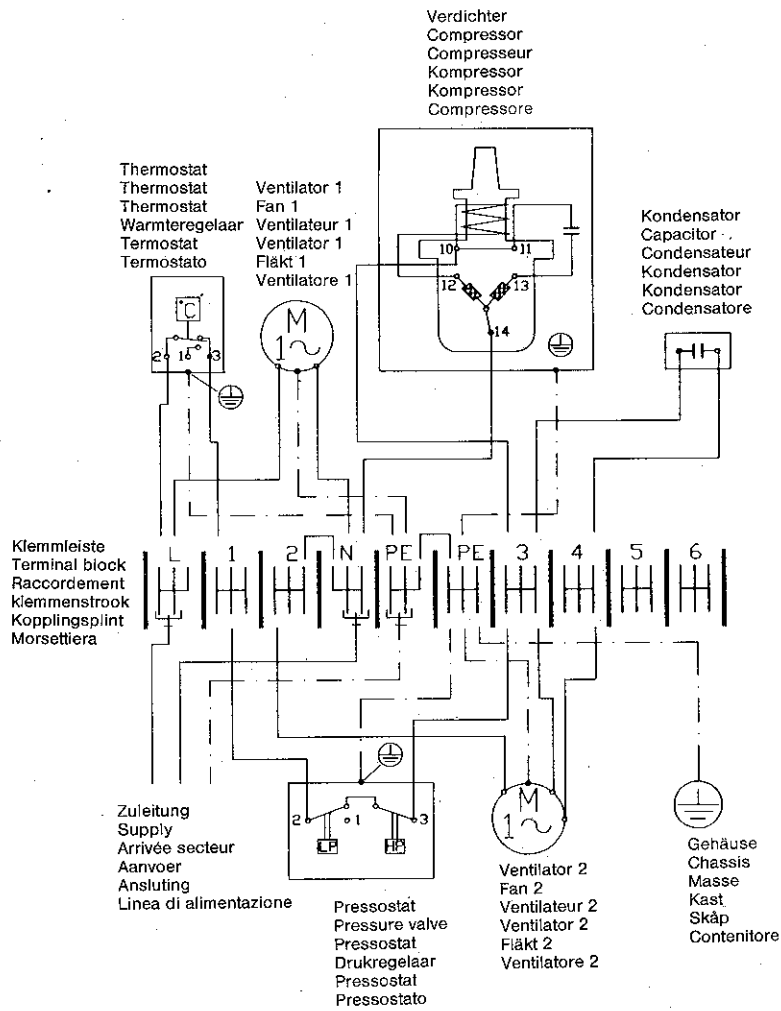 Verdichter
Compressor
Compresseur
Kompressor
Kompressor
Compressore
Thermostat
Thermostat
Thermostat
Warmteregelaar
Termostat
Termostato
Ventilator 1
Fan 1
Ventilateur 1
Ventilator 1
Fläkt 1
Ventilatore 1
Kondensator
Capacitor
Condensateur
Kondensator
Kondensator
Condensatore
°C
2 1 3
M
1~
10 11
12 13
14
Klemmleiste
Terminal block
Raccordement
klemmenstrook
Kopplingsplint
Morsettiera
L 1 2 N PE PE 3 4 5 6
Zuleitung
Supply
Arrivée secteur
Aanvoer
Ansluting
Linea di alimentazione
2 1 3
LP HP
Pressostat
Pressure valve
Pressostat
Drukregelaar
Pressostat
Pressostato
M
1~
Ventilator 2
Fan 2
Ventilateur 2
Ventilator 2
Fläkt 2
Ventilatore 2
Gehäuse
Chassis
Masse
Kast
Skåp
Contenitore